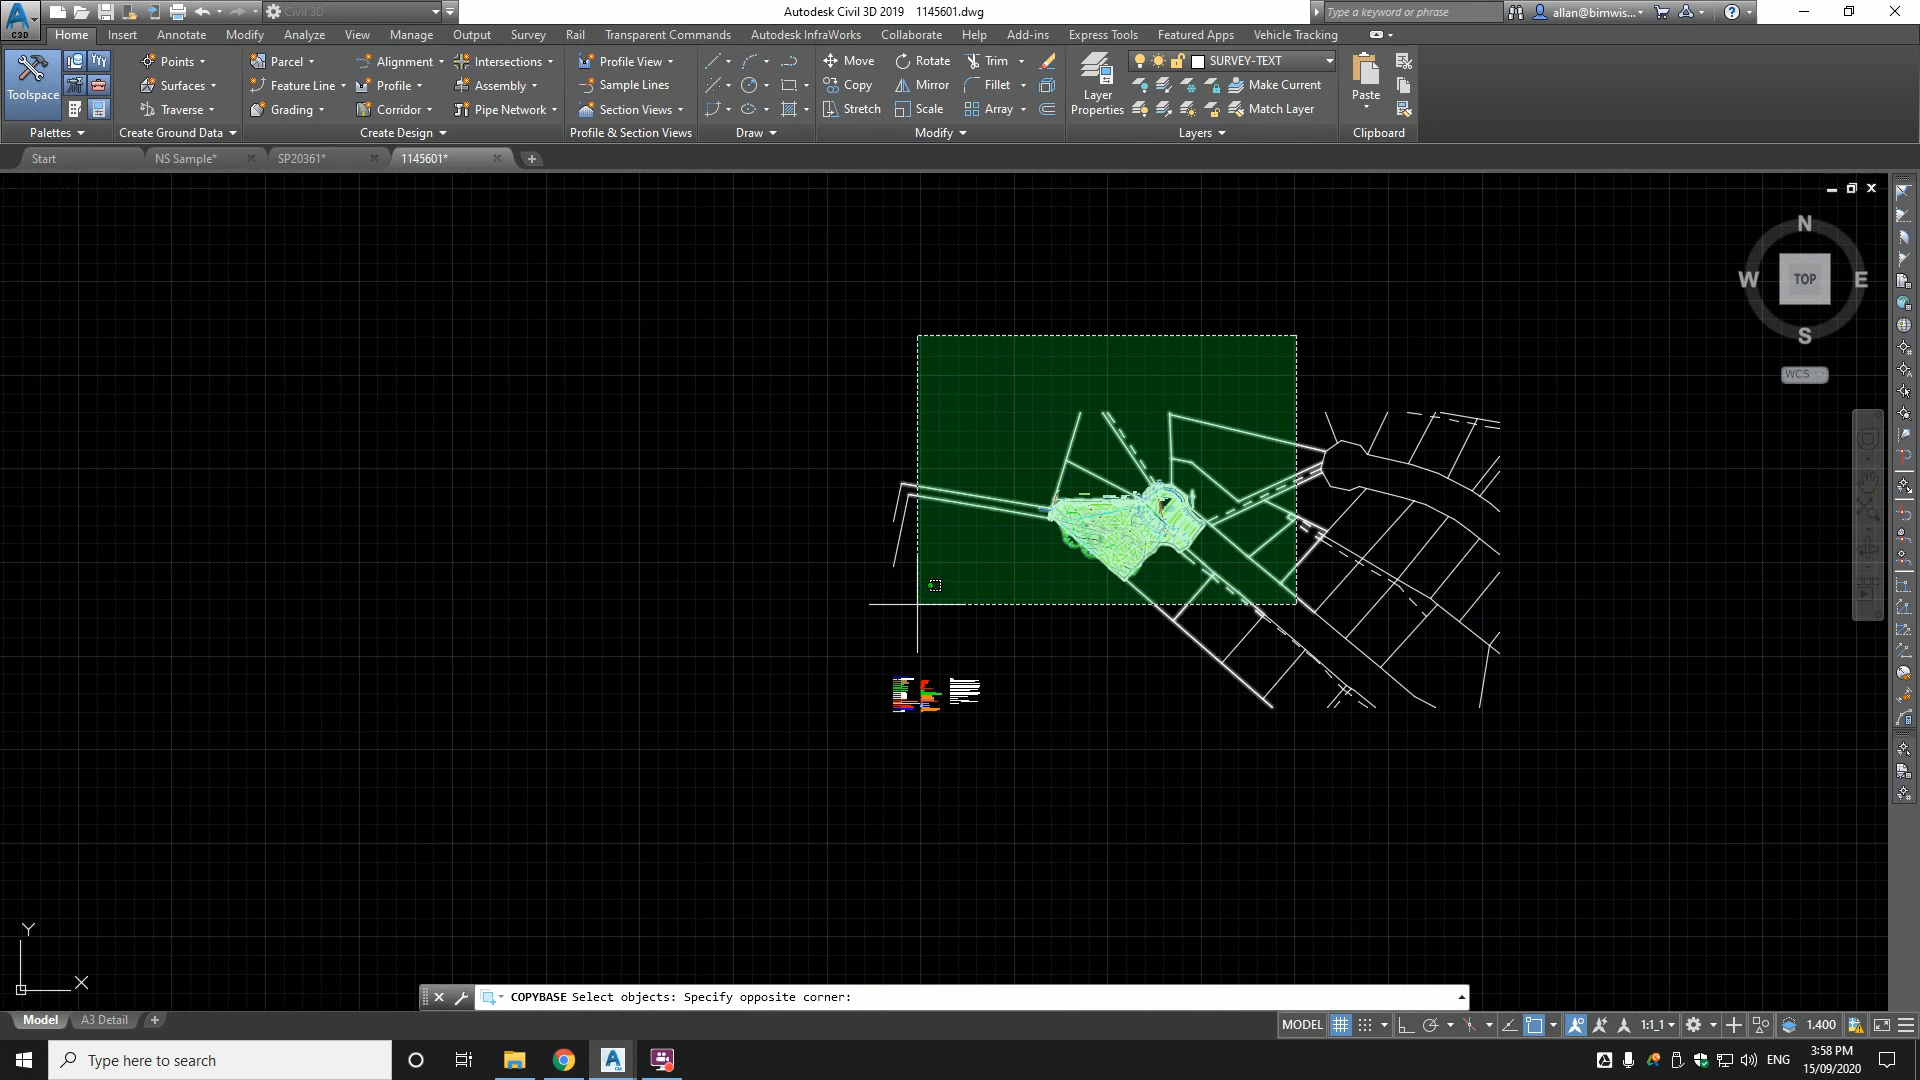 Civil 3D
Autodesk Civil 3D 2019 1145601.dwg
Type a keyword or phrase
allan@bimwis...
C3D
Home Insert Annotate Modify Analyze View Manage Output Survey Rail Transparent Commands Autodesk InfraWorks Collaborate Help Add-ins Express Tools Featured Apps Vehicle Tracking
Points Parcel Alignment Intersections Profile View Move Rotate Trim SURVEY-TEXT
Toolspace Surfaces Feature Line Profile Assembly Sample Lines Copy Mirror Fillet Layer Properties Make Current Paste
Traverse Grading Corridor Pipe Network Section Views Stretch Scale Array Match Layer
Palettes Create Ground Data Create Design Profile & Section Views Draw Modify Layers Clipboard
Start NS Sample* SP20361* 1145601*
N
W TOP E
S
WCS
Y
X
COPYBASE Select objects: Specify opposite corner:
Model A3 Detail
MODEL 1:1_1 1.400
Type here to search
ENG
3:58 PM
15/09/2020